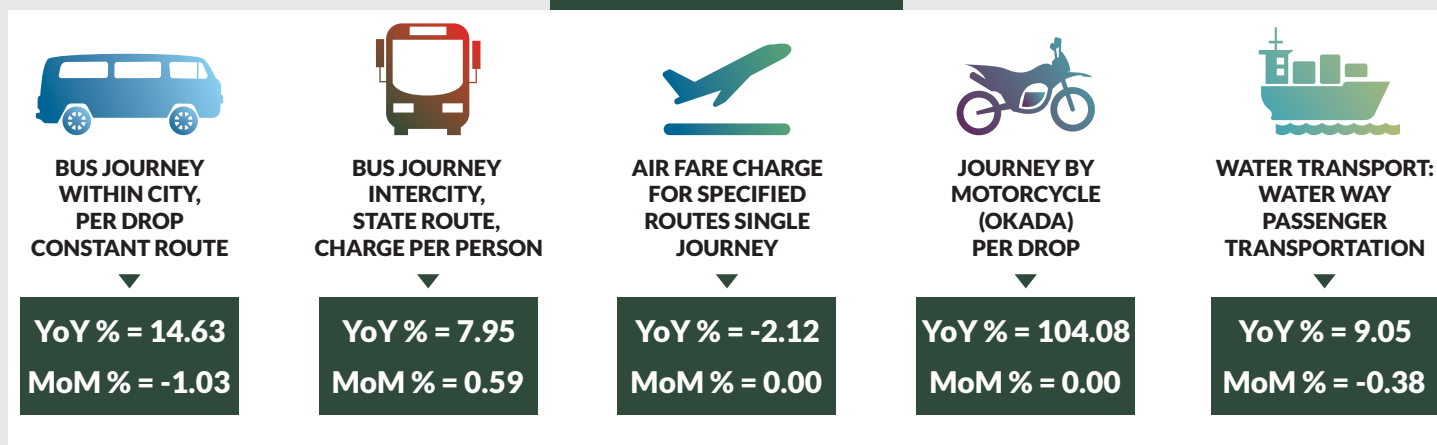 BUS JOURNEY
WITHIN CITY,
PER DROP
CONSTANT ROUTE
YoY % = 14.63
MoM % = -1.03
BUS JOURNEY
INTERCITY,
STATE ROUTE,
CHARGE PER PERSON
YoY % = 7.95
MoM % = 0.59
AIR FARE CHARGE
FOR SPECIFIED
ROUTES SINGLE
JOURNEY
YoY % = -2.12
MoM % = 0.00
JOURNEY BY
MOTORCYCLE
(OKADA)
PER DROP
YoY % = 104.08
MoM % = 0.00
WATER TRANSPORT:
WATER WAY
PASSENGER
TRANSPORTATION
YoY % = 9.05
MoM % = -0.38